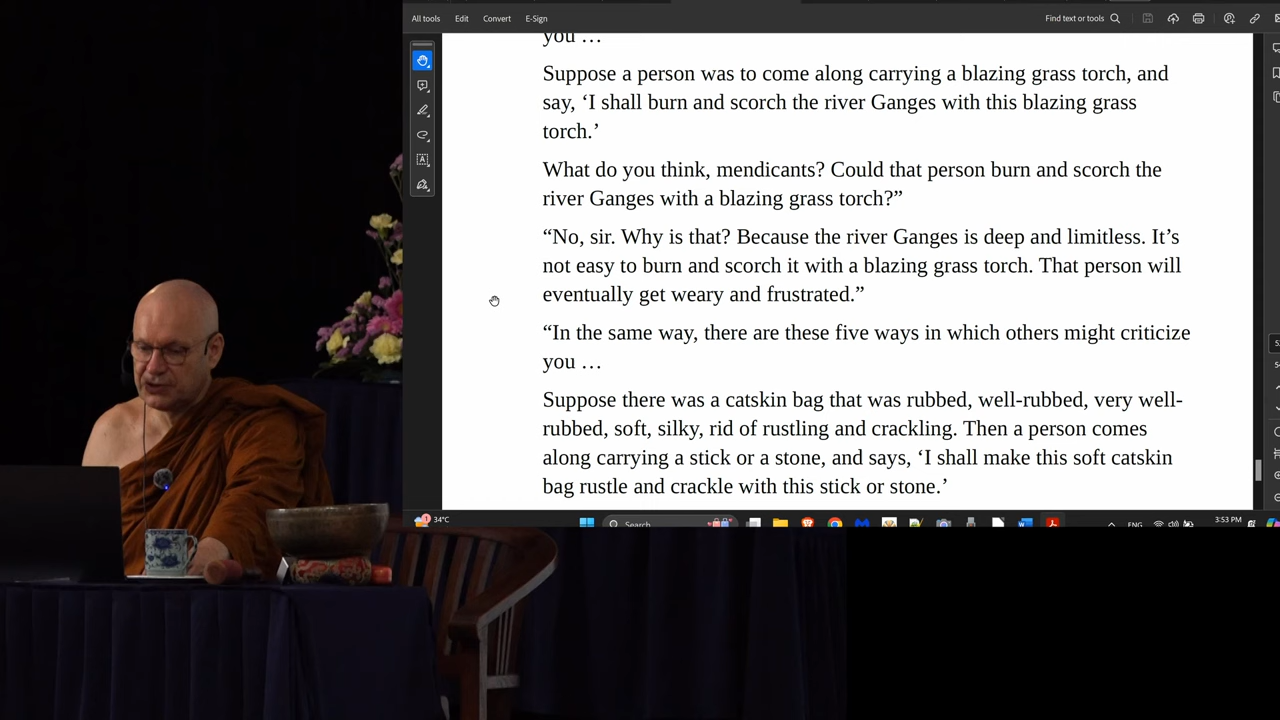 All tools Edit Convert E-Sign Find text or tools
you …
Suppose a person was to come along carrying a blazing grass torch, and
say, ‘I shall burn and scorch the river Ganges with this blazing grass
torch.’
What do you think, mendicants? Could that person burn and scorch the
river Ganges with a blazing grass torch?”
“No, sir. Why is that? Because the river Ganges is deep and limitless. It’s
not easy to burn and scorch it with a blazing grass torch. That person will
eventually get weary and frustrated.”
“In the same way, there are these five ways in which others might criticize
you …
Suppose there was a catskin bag that was rubbed, well-rubbed, very well-
rubbed, soft, silky, rid of rustling and crackling. Then a person comes
along carrying a stick or a stone, and says, ‘I shall make this soft catskin
bag rustle and crackle with this stick or stone.’
34°C Search ENG 3:53 PM